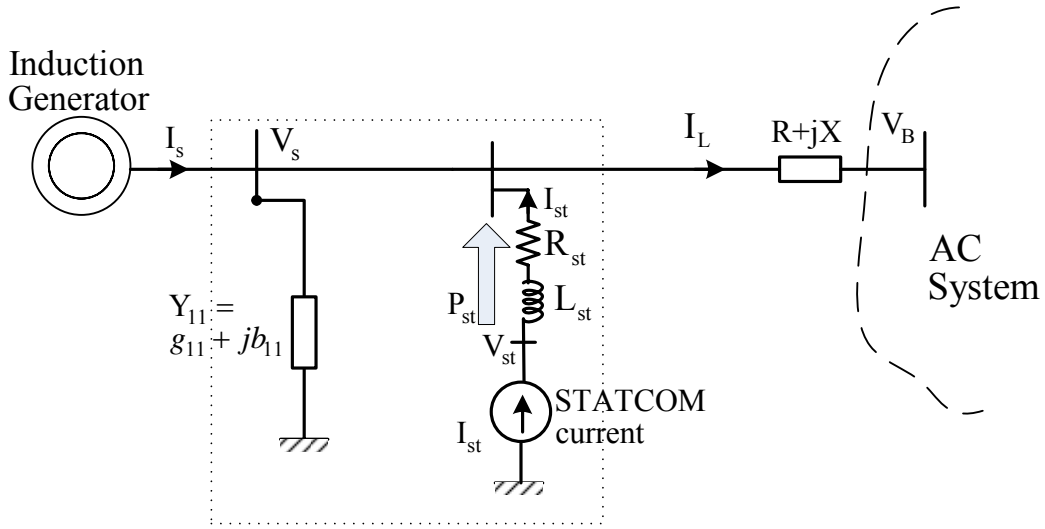 Induction
Generator
I_s
V_s
I_L
R+jX
V_B
I_st
R_st
AC
System
Y_11 =
g_11 + jb_11
P_st
L_st
V_st
STATCOM
current
I_st